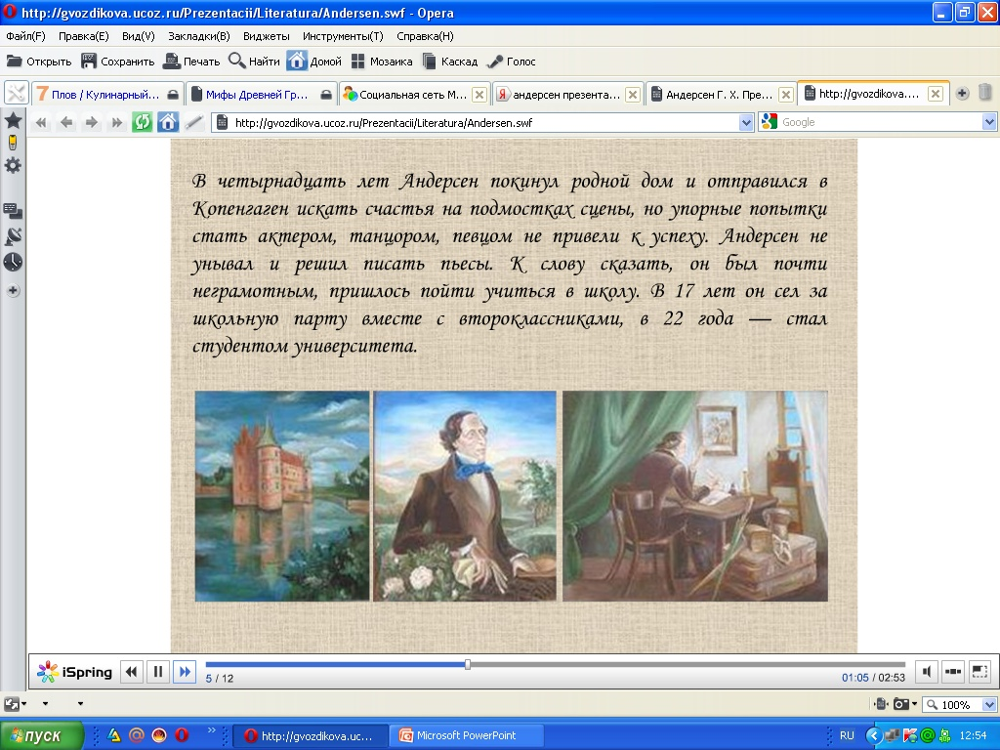 http://gvozdikova.ucoz.ru/Prezentacii/Literatura/Andersen.swf - Opera
Файл(F) Правка(E) Вид(V) Закладки(B) Виджеты Инструменты(T) Справка(H)
Открыть Сохранить Печать Найти Домой Мозаика Каскад Голос
7 Плов / Кулинарный... Мифы Древней Гр... Социальная сеть М... Я андерсен презента... Андерсен Г. Х. Пре... http://gvozdikova....
http://gvozdikova.ucoz.ru/Prezentacii/Literatura/Andersen.swf Google
В четырнадцать лет Андерсен покинул родной дом и отправился в
Копенгаген искать счастья на подмостках сцены, но упорные попытки
стать актером, танцором, певцом не привели к успеху. Андерсен не
унывал и решил писать пьесы. К слову сказать, он был почти
неграмотным, пришлось пойти учиться в школу. В 17 лет он сел за
школьную парту вместе с второклассниками, в 22 года — стал
студентом университета.
iSpring
5 / 12 01:05 / 02:53
100%
пуск http://gvozdikova.uc... Microsoft PowerPoint RU 12:54